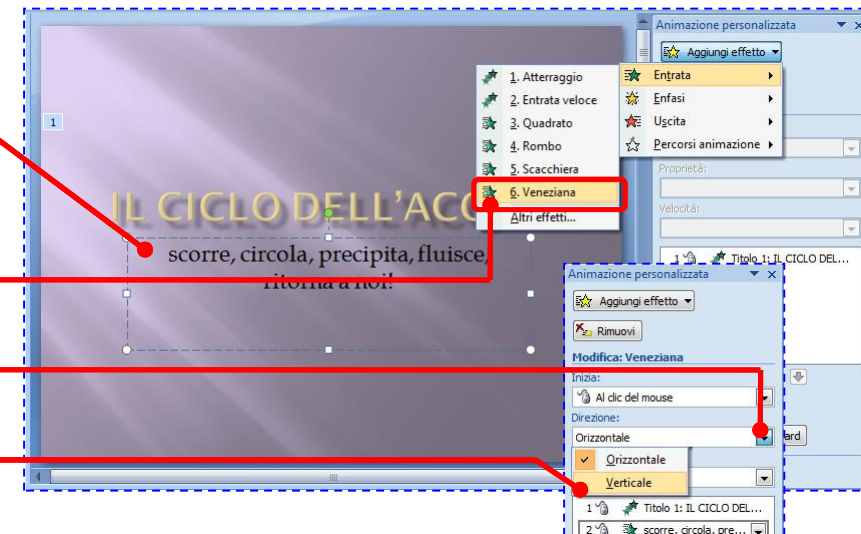 Animazione personalizzata
Aggiungi effetto
1. Atterraggio
2. Entrata veloce
3. Quadrato
4. Rombo
5. Scacchiera
6. Veneziana
Altri effetti...
Entrata
Enfasi
Uscita
Percorsi animazione
Proprietà:
Velocità:
1 Titolo 1: IL CICLO DEL...
1
IL CICLO DELL'ACC
scorre, circola, precipita, fluisce,
ritorna a noi!
Animazione personalizzata
Aggiungi effetto
Rimuovi
Modifica: Veneziana
Inizia:
Al clic del mouse
Direzione:
Orizzontale
Orizzontale
Verticale
1 Titolo 1: IL CICLO DEL...
2 scorre, circola, pre...
ard